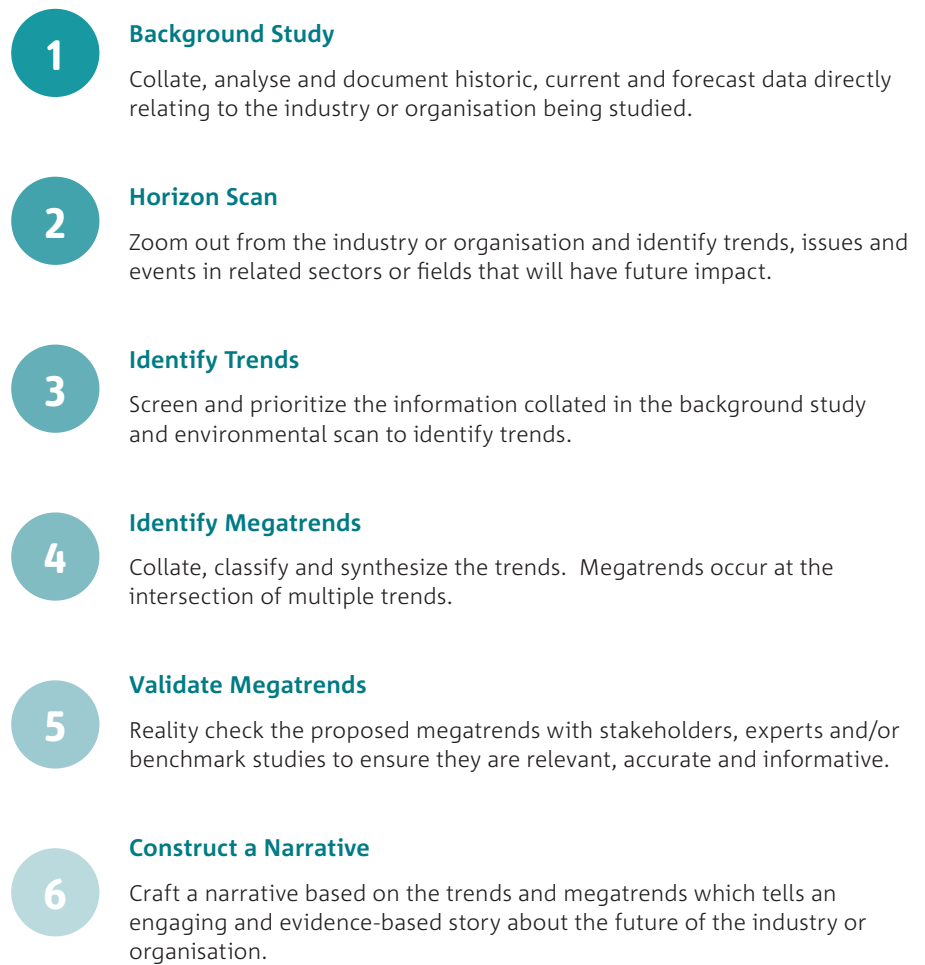 1
Background Study
Collate, analyse and document historic, current and forecast data directly
relating to the industry or organisation being studied.
2
Horizon Scan
Zoom out from the industry or organisation and identify trends, issues and
events in related sectors or fields that will have future impact.
3
Identify Trends
Screen and prioritize the information collated in the background study
and environmental scan to identify trends.
4
Identify Megatrends
Collate, classify and synthesize the trends.  Megatrends occur at the
intersection of multiple trends.
5
Validate Megatrends
Reality check the proposed megatrends with stakeholders, experts and/or
benchmark studies to ensure they are relevant, accurate and informative.
6
Construct a Narrative
Craft a narrative based on the trends and megatrends which tells an
engaging and evidence-based story about the future of the industry or
organisation.